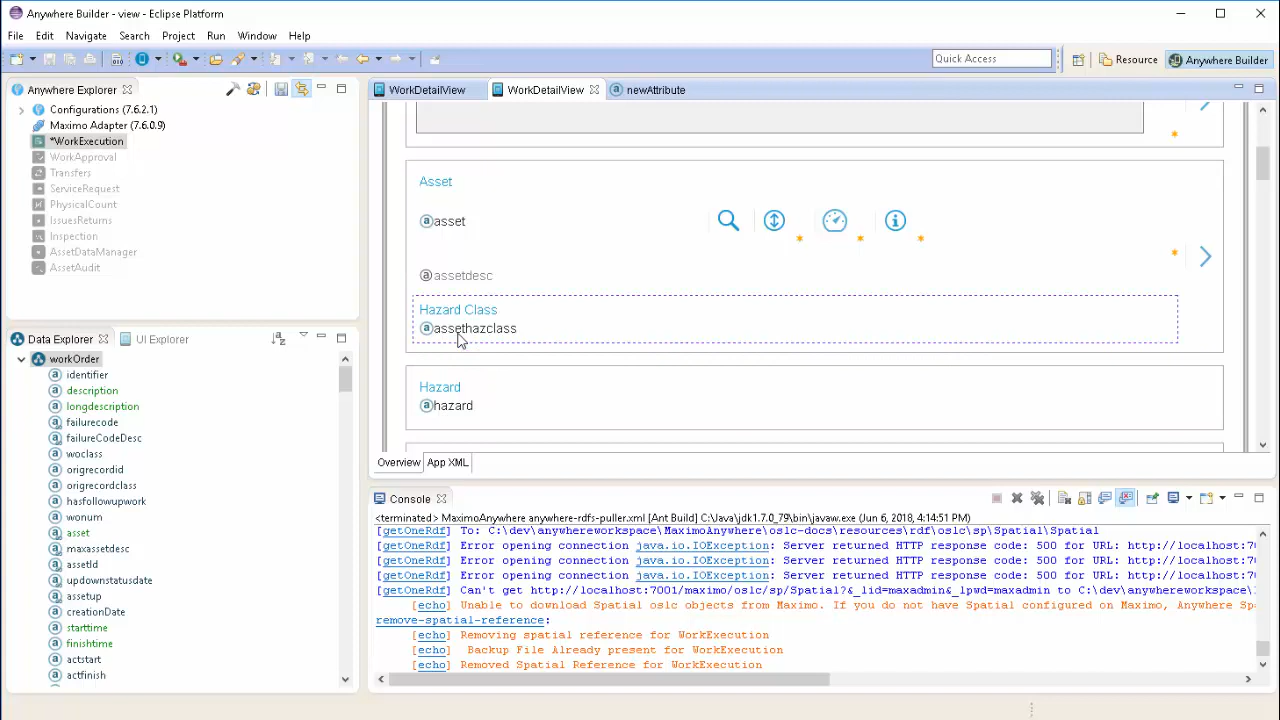 Anywhere Builder - view - Eclipse Platform
File Edit Navigate Search Project Run Window Help
Quick Access
Resource
Anywhere Builder
Anywhere Explorer
Configurations (7.6.2.1)
Maximo Adapter (7.6.0.9)
*WorkExecution
WorkApproval
Transfers
ServiceRequest
PhysicalCount
IssuesReturns
Inspection
AssetDataManager
AssetAudit
Data Explorer
UI Explorer
workOrder
identifier
description
longdescription
failurecode
failureCodeDesc
woclass
origrecordid
origrecordclass
hasfollowupwork
wonum
asset
maxassetdesc
assetId
updownstatusdate
assetup
creationDate
starttime
finishtime
actstart
actfinish
WorkDetailView
WorkDetailView
newAttribute
Asset
asset
assetdesc
Hazard Class
assethazclass
Hazard
hazard
Overview
App XML
Console
<terminated> MaximoAnywhere.anywhere-rdfs-puller.xml [Ant Build] C:\Java\jdk1.7.0_79\bin\javaw.exe (Jun 6, 2018, 4:14:51 PM)
[getOneRdf] To: C:\dev\anywhereworkspace\MaximoAnywhere\oslc-docs\resources\rdf\oslc\sp\Spatial\Spatial
[getOneRdf] Error opening connection java.io.IOException: Server returned HTTP response code: 500 for URL: http://localhost:7
[getOneRdf] Error opening connection java.io.IOException: Server returned HTTP response code: 500 for URL: http://localhost:7
[getOneRdf] Error opening connection java.io.IOException: Server returned HTTP response code: 500 for URL: http://localhost:7
[getOneRdf] Can't get http://localhost:7001/maximo/oslc/sp/Spatial?&_lid=maxadmin&_lpwd=maxadmin to C:\dev\anywhereworkspace\
[echo] Unable to download Spatial oslc objects from Maximo. If you do not have Spatial configured on Maximo, Anywhere Sp
remove-spatial-reference:
[echo] Removing spatial reference for WorkExecution
[echo] Backup File Already present for WorkExecution
[echo] Removed Spatial Reference for WorkExecution